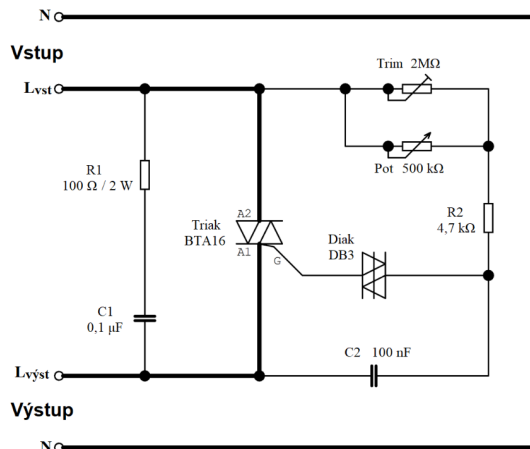 N
Vstup
Lvst
Trim 2MΩ
Pot 500 kΩ
R1
100 Ω / 2 W
R2
4,7 kΩ
Triak
BTA16
A2
A1
G
Diak
DB3
C1
0,1 μF
C2 100 nF
Lvýst
Výstup
N